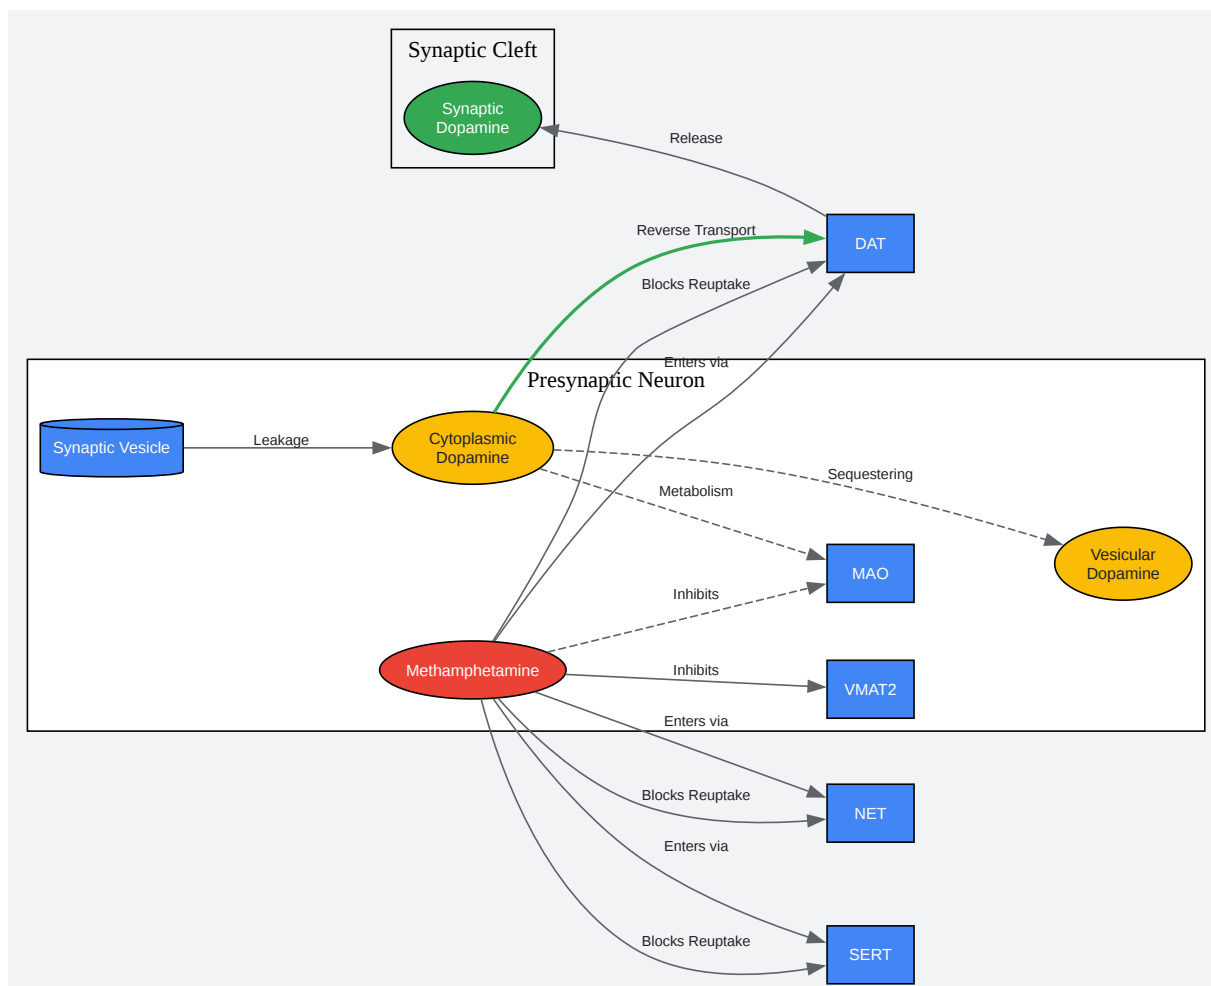 Synaptic Cleft
Synaptic
Dopamine
Release
Reverse Transport
DAT
Blocks Reuptake
Enters via
Presynaptic Neuron
Synaptic Vesicle
Leakage
Cytoplasmic
Dopamine
Sequestering
Metabolism
MAO
Vesicular
Dopamine
Inhibits
Methamphetamine
Inhibits
VMAT2
Enters via
Blocks Reuptake
NET
Enters via
Blocks Reuptake
SERT